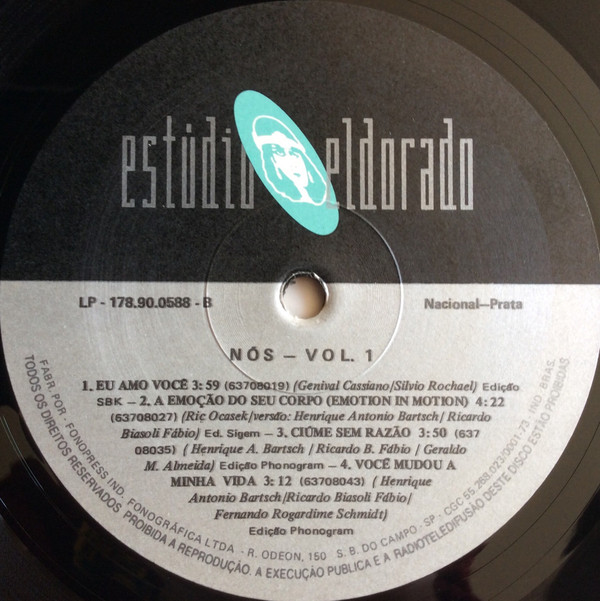 estúdio eldorado
LP - 178.90.0588 - B
Nacional—Prata
NÓS — VOL. 1
1. EU AMO VOCÊ 3:59 (63708019) (Genival Cassiano/Silvio Rochael) Edição
SBK — 2. A EMOÇÃO DO SEU CORPO (EMOTION IN MOTION) 4:22
(63708027) (Ric Ocasek/versão: Henrique Antonio Bartsch/Ricardo
Biasoli Fábio) Ed. Sigem — 3. CIÚME SEM RAZÃO 3:50 (637
08035) (Henrique A. Bartsch / Ricardo B. Fábio / Geraldo
M. Almeida) Edição Phonogram — 4. VOCÊ MUDOU A
MINHA VIDA 3:12 (63708043) (Henrique
Antonio Bartsch/Ricardo Biasoli Fábio/
Fernando Rogardime Schmidt)
Edição Phonogram
FABR. POR - FONOPRESS IND. FONOGRÁFICA LTDA - R. ODEON, 150 S. B. DO CAMPO - SP - CGC 55.268.023/0001-73 - IND. BRAS.
TODOS OS DIREITOS RESERVADOS PROIBIDA A REPRODUÇÃO, A EXECUÇÃO PUBLICA E A RADIOTELEDIFUSÃO DESTE DISCO ESTÃO PROIBIDAS